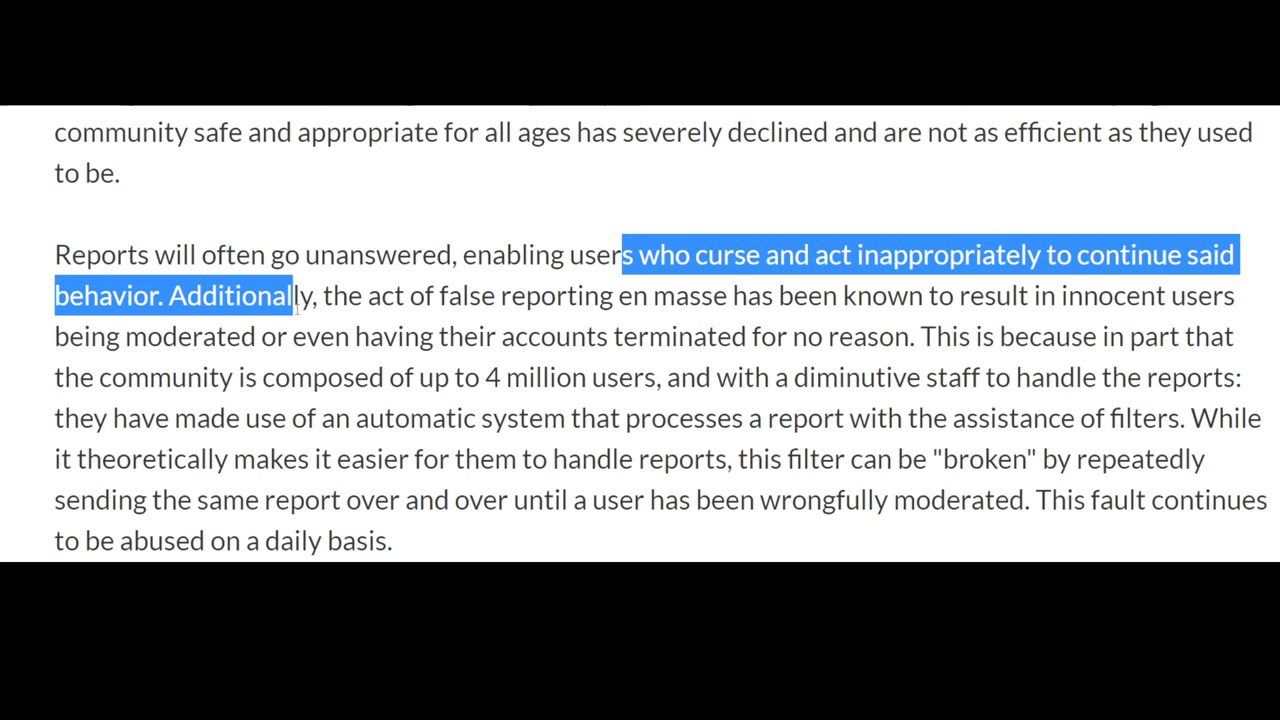 community safe and appropriate for all ages has severely declined and are not as efficient as they used
to be.
Reports will often go unanswered, enabling users who curse and act inappropriately to continue said
behavior. Additionally, the act of false reporting en masse has been known to result in innocent users
being moderated or even having their accounts terminated for no reason. This is because in part that
the community is composed of up to 4 million users, and with a diminutive staff to handle the reports:
they have made use of an automatic system that processes a report with the assistance of filters. While
it theoretically makes it easier for them to handle reports, this filter can be "broken" by repeatedly
sending the same report over and over until a user has been wrongfully moderated. This fault continues
to be abused on a daily basis.